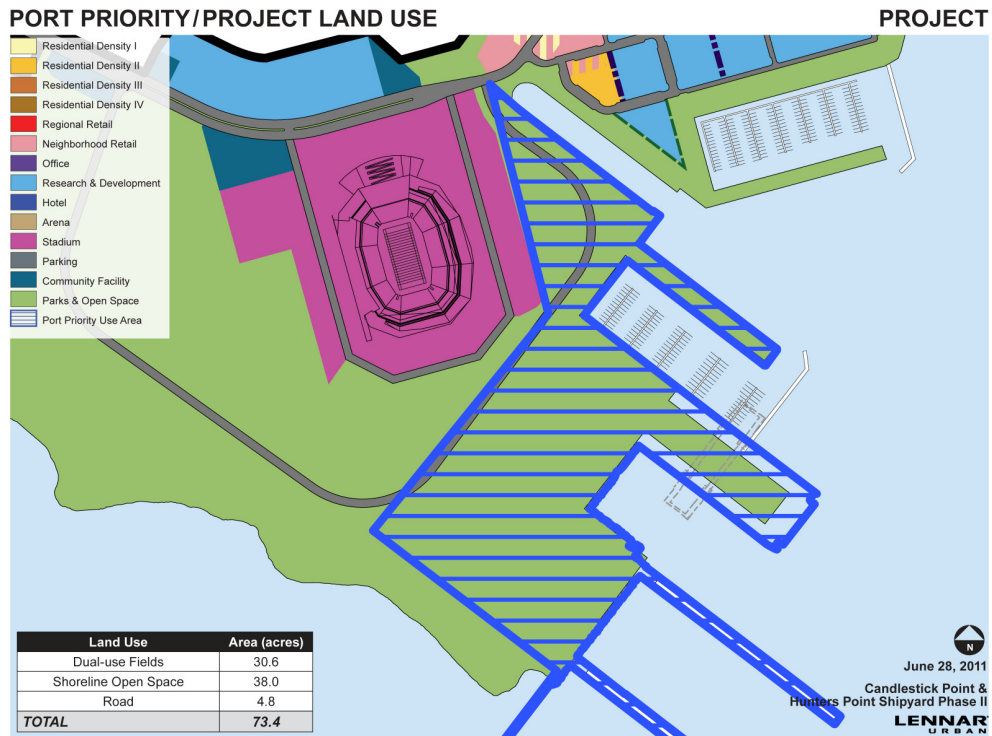 PORT PRIORITY/PROJECT LAND USE
PROJECT
Residential Density I
Residential Density II
Residential Density III
Residential Density IV
Regional Retail
Neighborhood Retail
Office
Research & Development
Hotel
Arena
Stadium
Parking
Community Facility
Parks & Open Space
Port Priority Use Area
Land Use Area (acres)
Dual-use Fields 30.6
Shoreline Open Space 38.0
Road 4.8
TOTAL 73.4
N
June 28, 2011
Candlestick Point &
Hunters Point Shipyard Phase II
LENNAR
URBAN